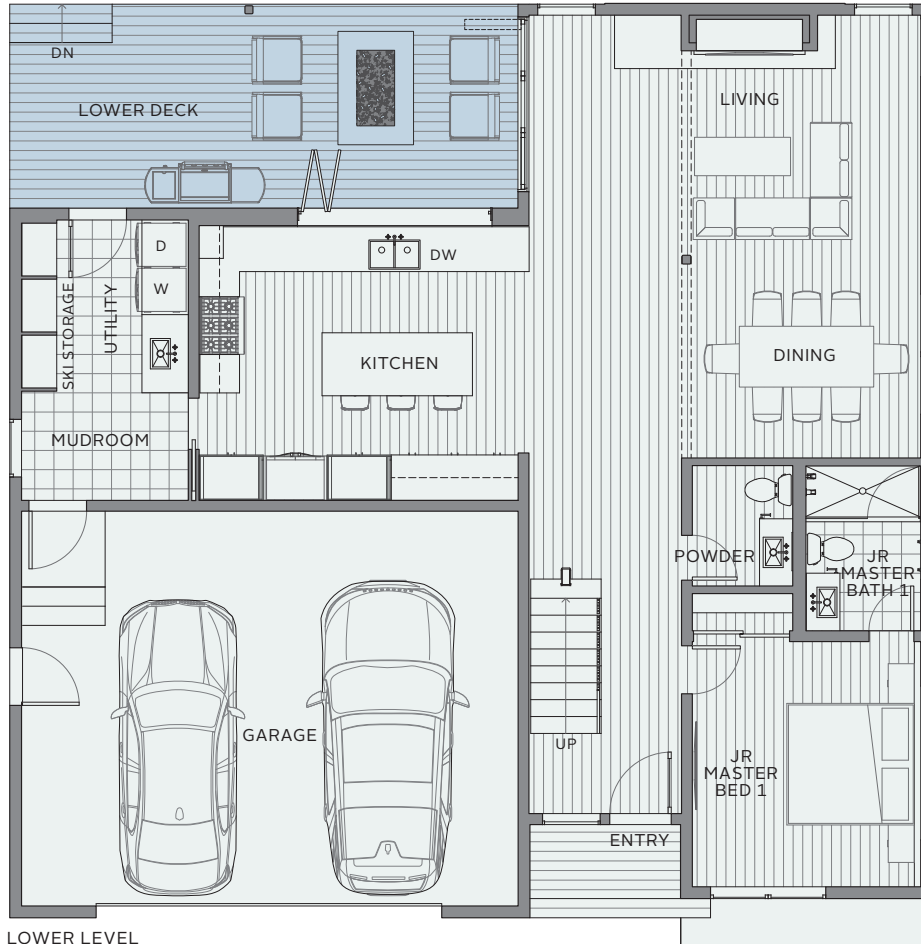 DN
LOWER DECK
LIVING
D
W
SKI STORAGE
UTILITY
DW
KITCHEN
DINING
MUDROOM
POWDER
JR
MASTER
BATH 1
GARAGE
UP
JR
MASTER
BED 1
ENTRY
LOWER LEVEL